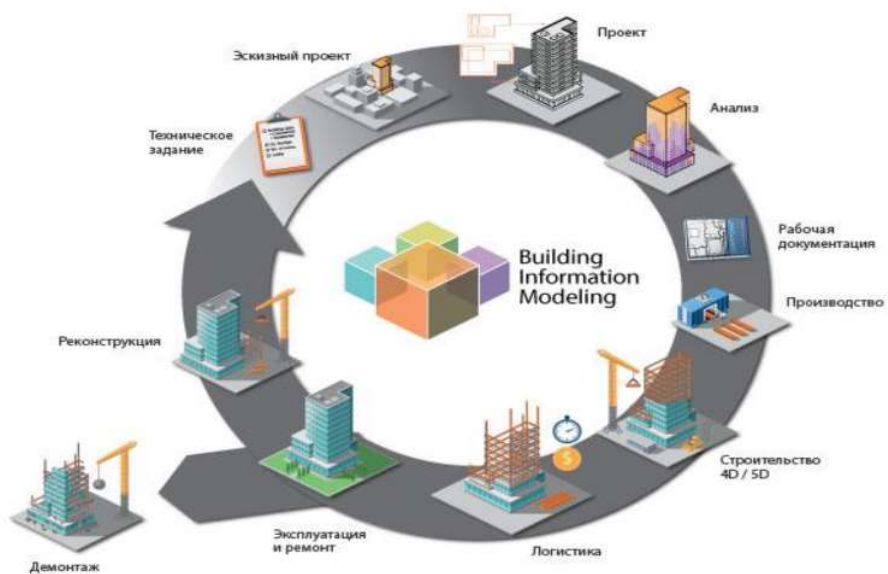 Эскизный проект
Проект
Анализ
Техническое
задание
Рабочая
документация
Building
Information
Modeling
Производство
Реконструкция
Строительство
4D / 5D
Эксплуатация
и ремонт
Логистика
Демонтаж